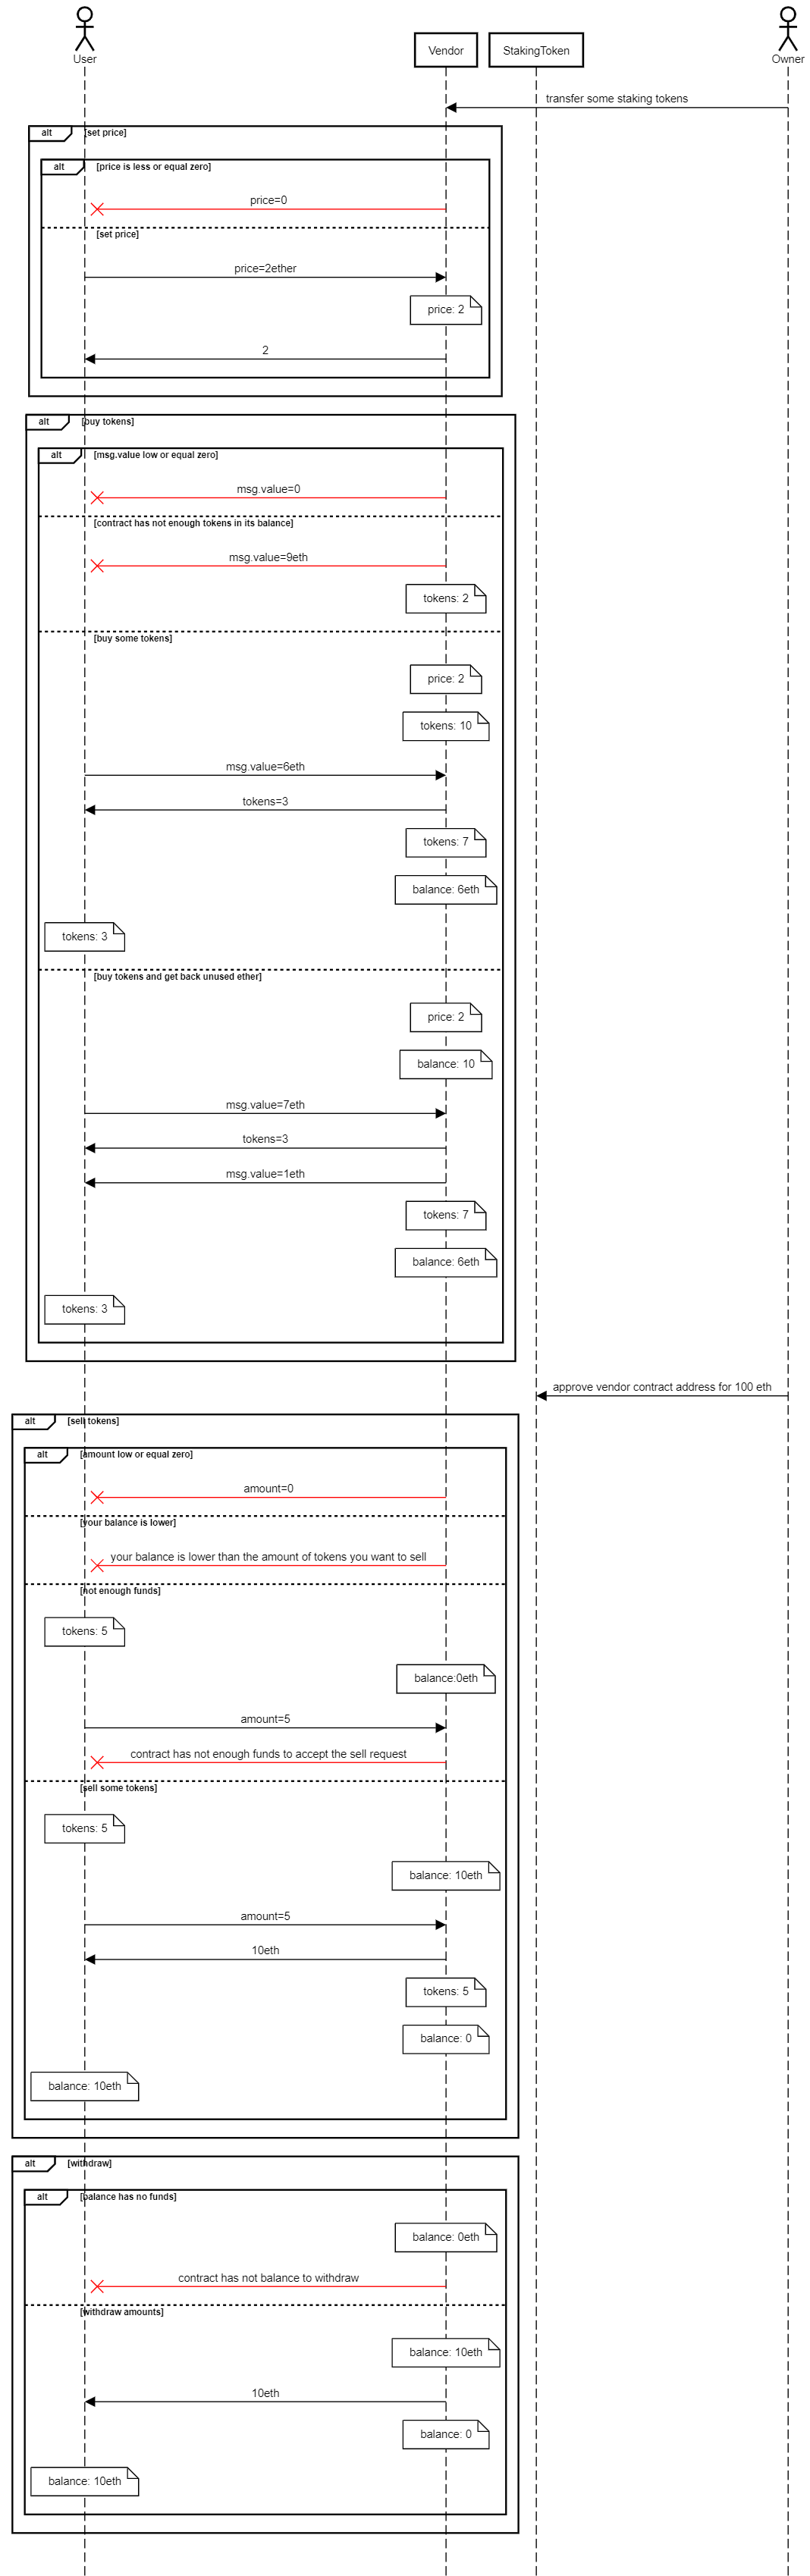 User
Vendor
StakingToken
Owner
transfer some staking tokens
alt
[set price]
alt
[price is less or equal zero]
price=0
[set price]
price=2ether
price: 2
2
alt
[buy tokens]
alt
[msg.value low or equal zero]
msg.value=0
[contract has not enough tokens in its balance]
msg.value=9eth
tokens: 2
[buy some tokens]
price: 2
tokens: 10
msg.value=6eth
tokens=3
tokens: 7
balance: 6eth
tokens: 3
[buy tokens and get back unused ether]
price: 2
balance: 10
msg.value=7eth
tokens=3
msg.value=1eth
tokens: 7
balance: 6eth
tokens: 3
approve vendor contract address for 100 eth
alt
[sell tokens]
alt
[amount low or equal zero]
amount=0
[your balance is lower]
your balance is lower than the amount of tokens you want to sell
[not enough funds]
tokens: 5
balance:0eth
amount=5
contract has not enough funds to accept the sell request
[sell some tokens]
tokens: 5
balance: 10eth
amount=5
10eth
tokens: 5
balance: 0
balance: 10eth
alt
[withdraw]
alt
[balance has no funds]
balance: 0eth
contract has not balance to withdraw
[withdraw amounts]
balance: 10eth
10eth
balance: 0
balance: 10eth